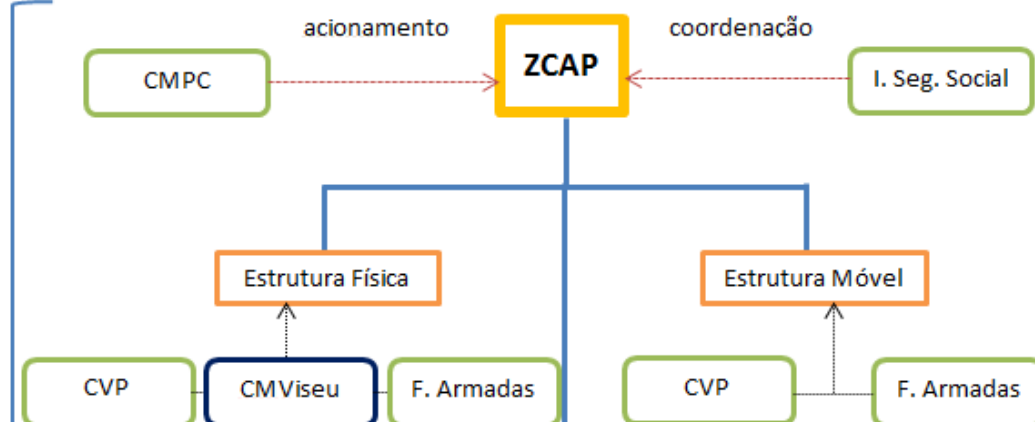 acionamento
ZCAP
coordenação
CMPC
I. Seg. Social
Estrutura Física
Estrutura Móvel
CVP
CMViseu
F. Armadas
CVP
F. Armadas